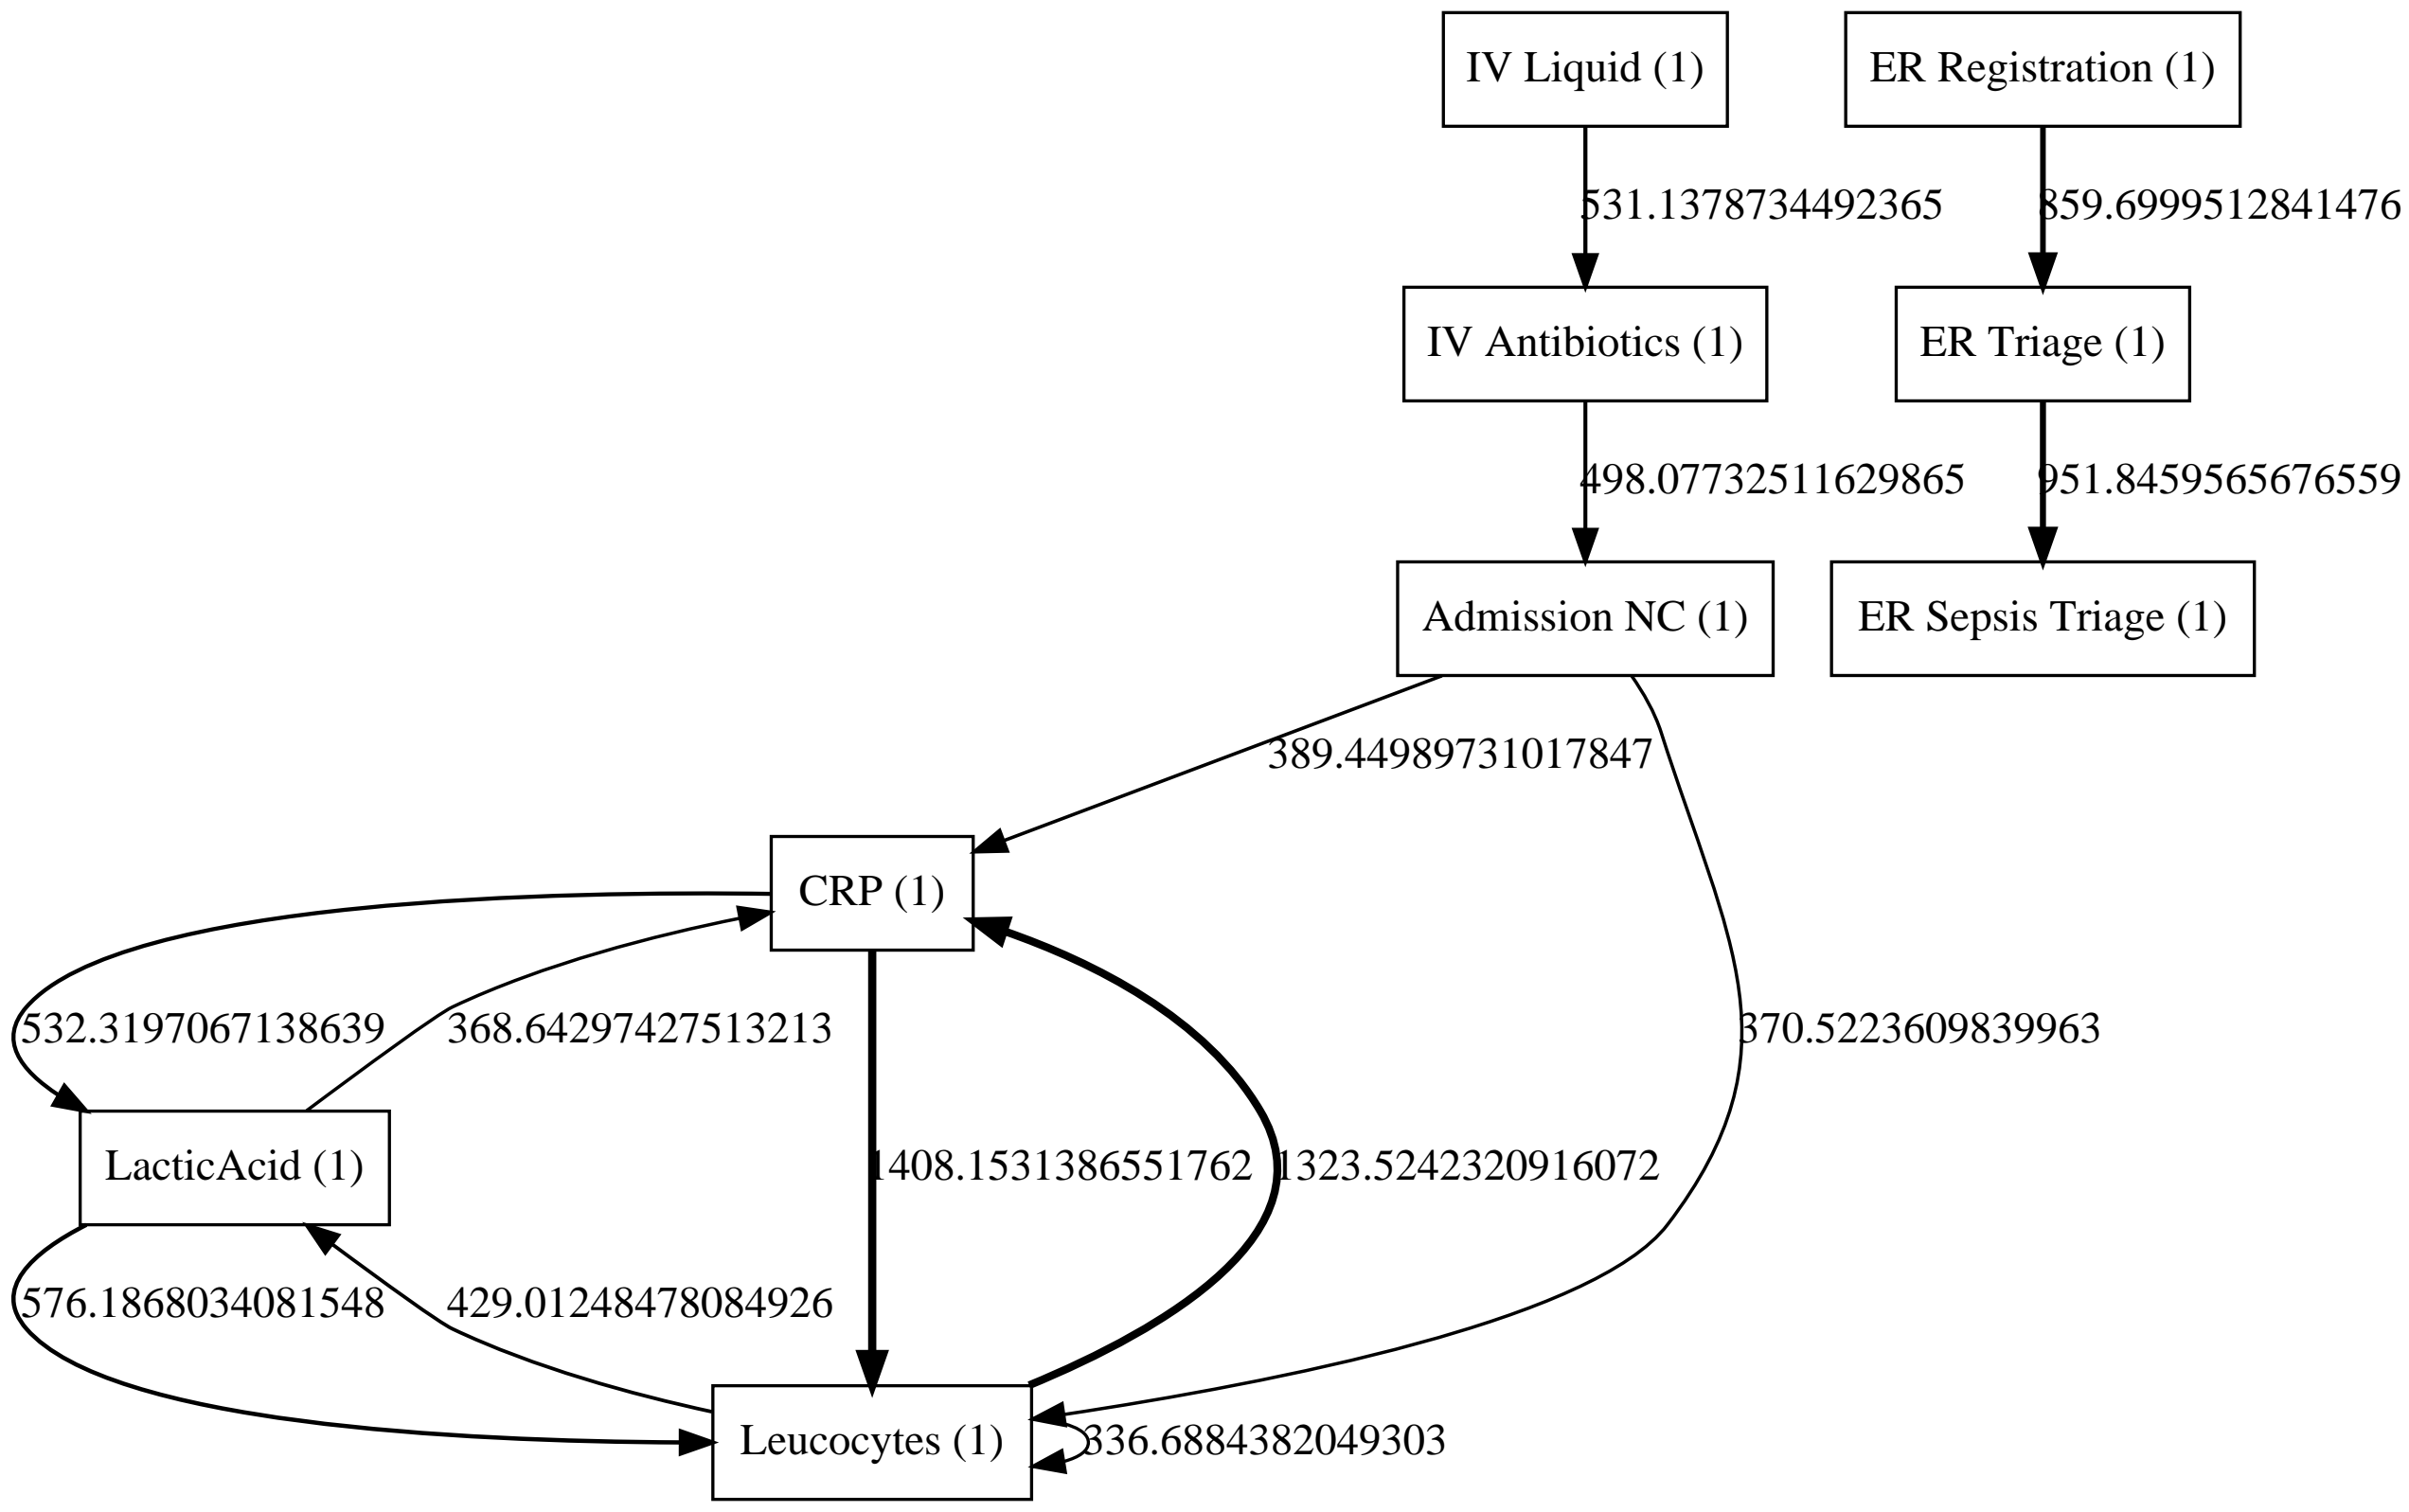 IV Liquid (1)
ER Registration (1)
531.1378734492365
859.6999512841476
IV Antibiotics (1)
ER Triage (1)
498.07732511629865
951.8459565676559
Admission NC (1)
ER Sepsis Triage (1)
389.44989731017847
CRP (1)
532.3197067138639
368.64297427513213
370.5223609839963
LacticAcid (1)
1408.1531386551762
1323.5242320916072
576.1868034081548
429.01248478084926
Leucocytes (1)
336.6884382049303